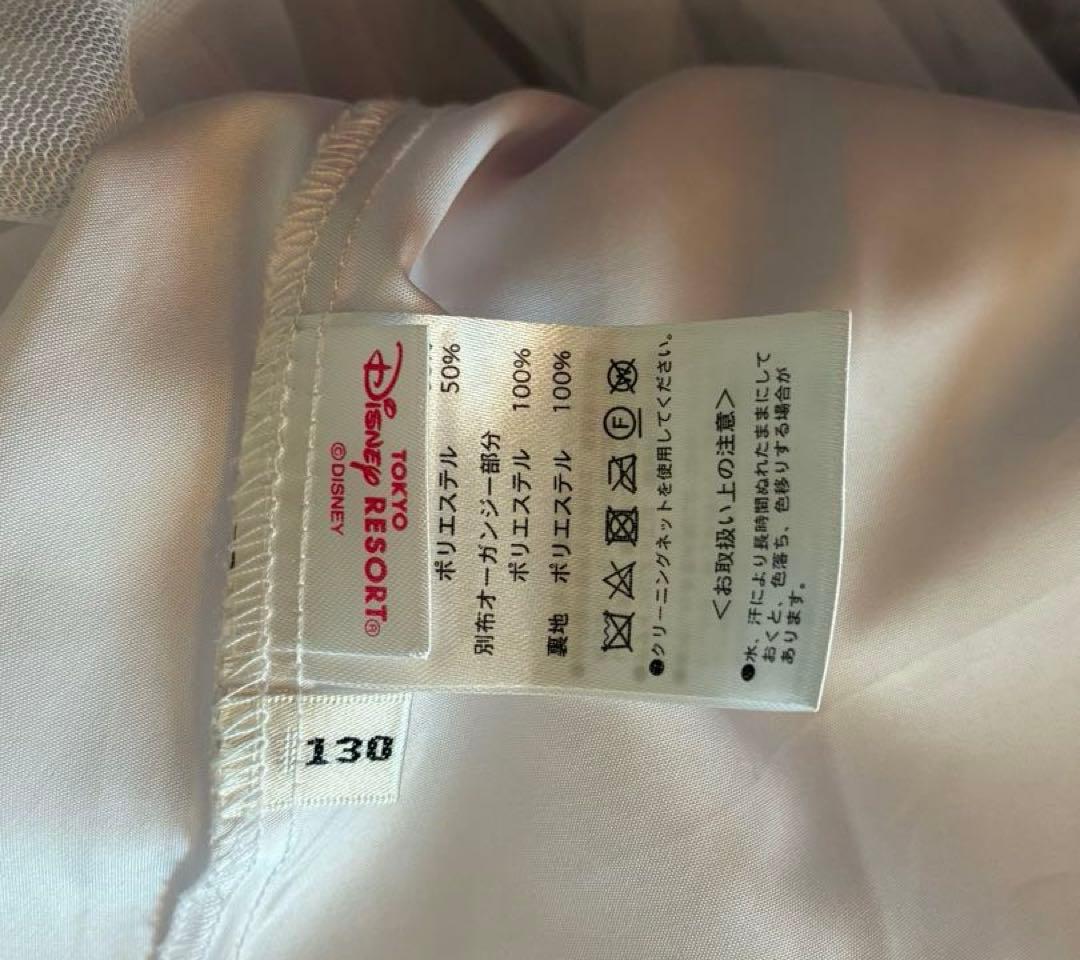 ©DISNEY
TOKYO
DISNEY RESORT®
ポリエステル 50%
別布オーガンジー部分
ポリエステル 100%
裏地 ポリエステル 100%
F W
●クリーニングネットを使用してください。
<お取扱い上の注意>
●水、汗により長時間ぬれたままにして
おくと、色落ち、色移りする場合が
あります。
130